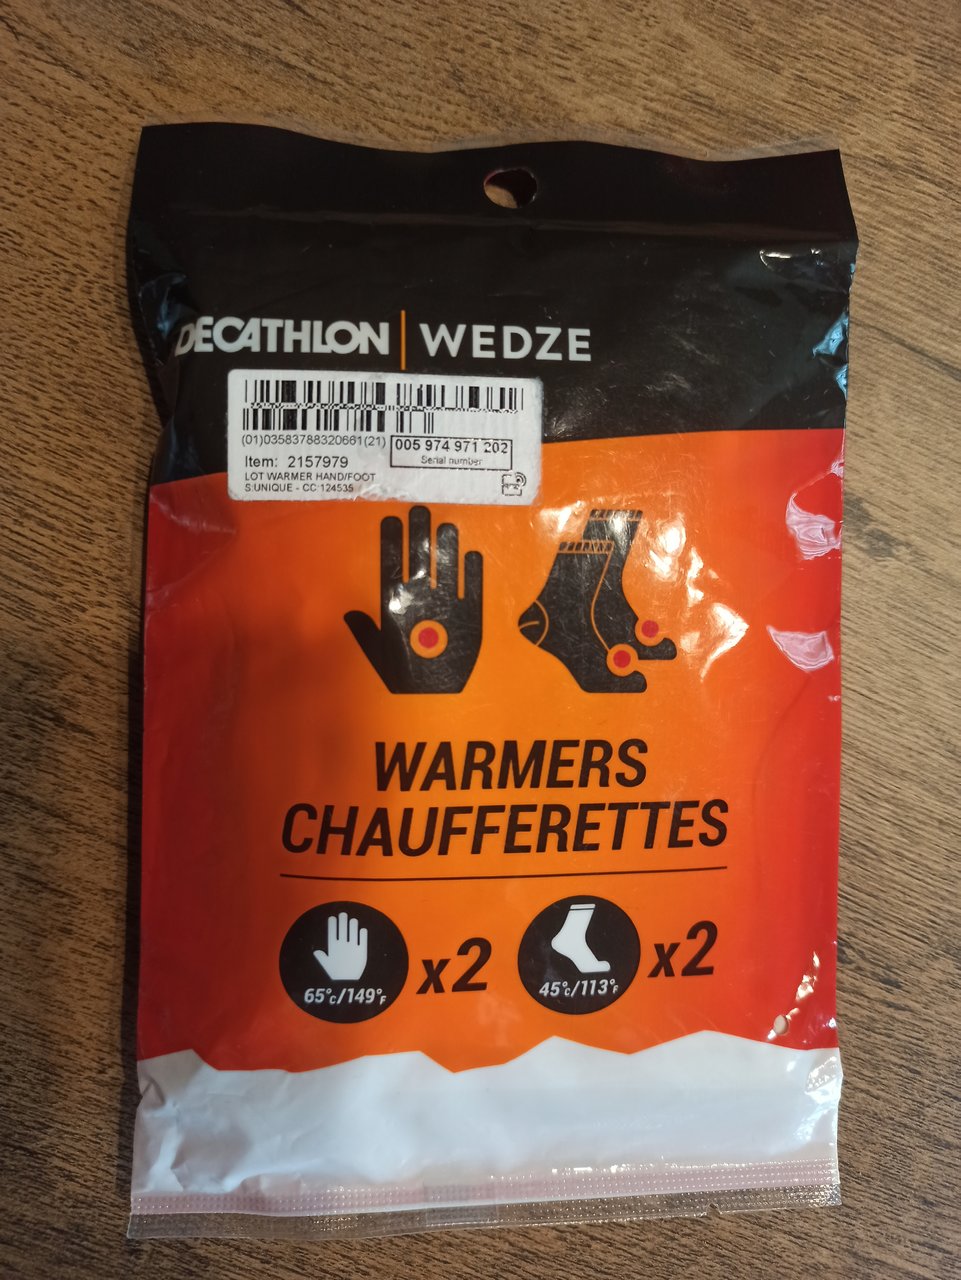 DECATHLON | WEDZE
(01)03583788320661(21)
005 974 971 202
Serial number
Item: 2157979
LOT WARMER HAND/FOOT
S:UNIQUE - CC:124535
WARMERS
CHAUFFERETTES
x2
65°C/149°F
x2
45°C/113°F